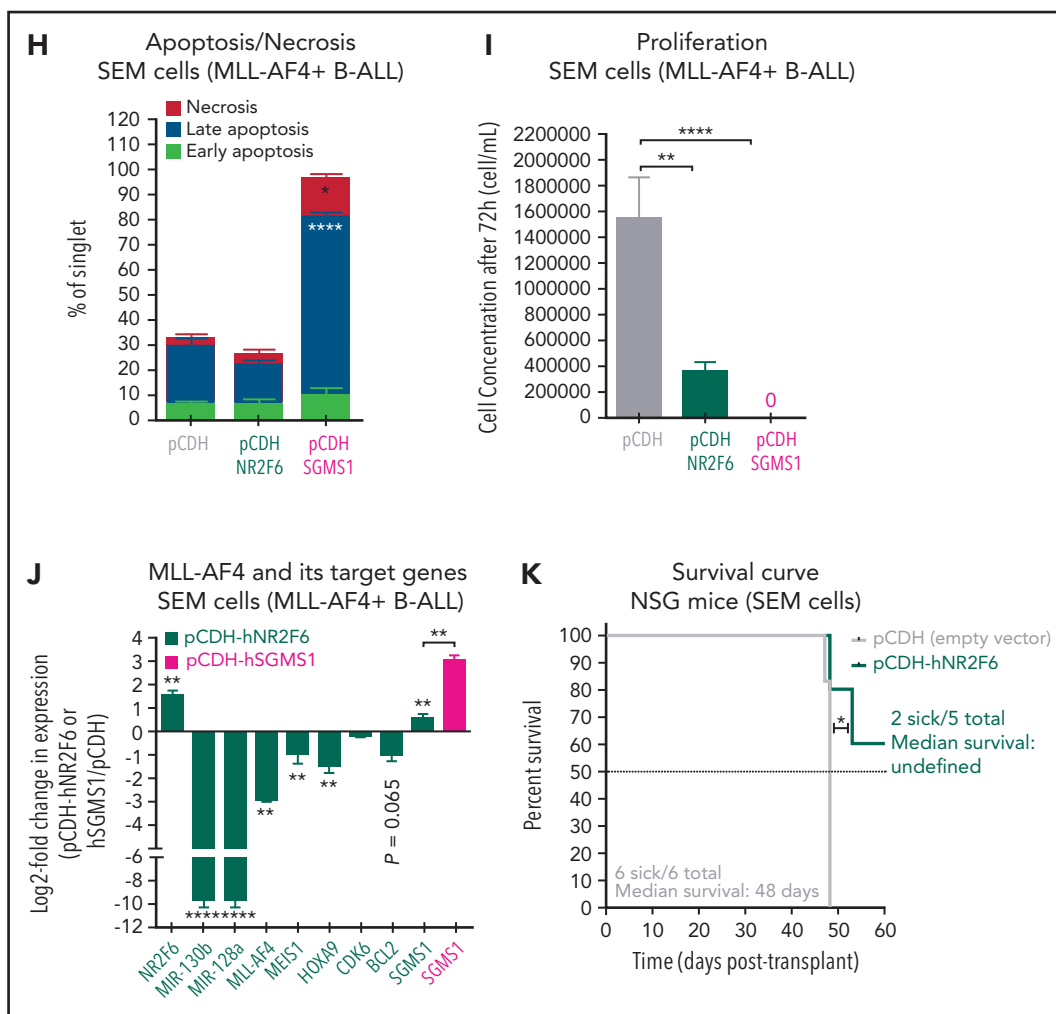 H
Apoptosis/Necrosis
SEM cells (MLL-AF4+ B-ALL)
Necrosis
Late apoptosis
Early apoptosis
% of singlet
120
110
100
90
80
70
60
50
40
30
20
10
0
*
****
pCDH
pCDH
NR2F6
pCDH
SGMS1
I
Proliferation
SEM cells (MLL-AF4+ B-ALL)
Cell Concentration after 72h (cell/mL)
2200000
2000000
1800000
1600000
1400000
1200000
1000000
800000
600000
400000
200000
0
****
**
0
pCDH
pCDH
NR2F6
pCDH
SGMS1
J
MLL-AF4 and its target genes
SEM cells (MLL-AF4+ B-ALL)
pCDH-hNR2F6
pCDH-hSGMS1
Log2-fold change in expression
(pCDH-hNR2F6 or
hSGMS1/pCDH)
4
3
2
1
0
-1
-2
-3
-4
-5
-6
-8
-10
-12
**
****
****
**
**
**
P = 0.065
**
**
NR2F6
MIR-130b
MIR-128a
MLL-AF4
MEIS1
HOXA9
CDK6
BCL2
SGMS1
SGMS1
K
Survival curve
NSG mice (SEM cells)
pCDH (empty vector)
pCDH-hNR2F6
Percent survival
100
90
80
70
60
50
40
30
20
10
0
*
2 sick/5 total
Median survival:
undefined
6 sick/6 total
Median survival: 48 days
0 10 20 30 40 50 60
Time (days post-transplant)